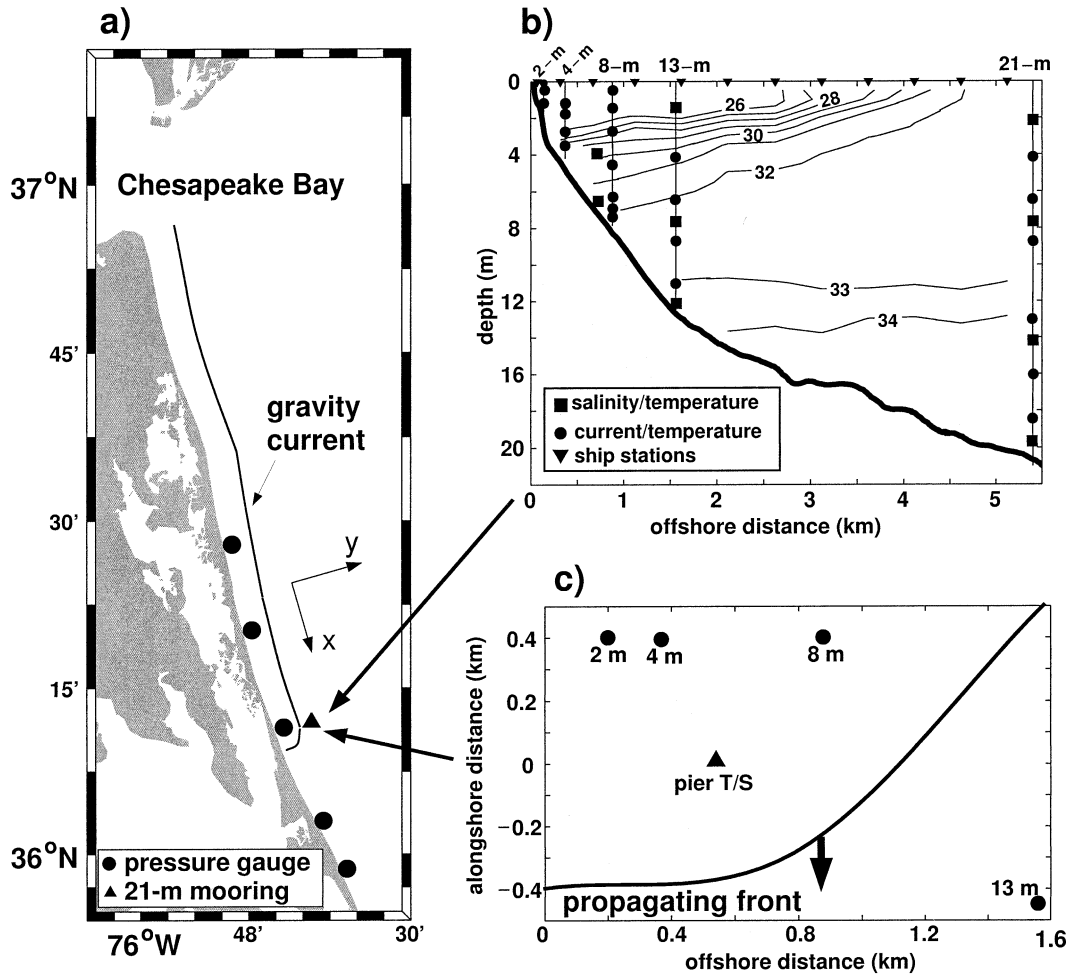 a)
37°N
Chesapeake Bay
45'
gravity
current
30'
y
x
15'
36°N
pressure gauge
21-m mooring
76°W
48'
30'
b)
2-m
4-m
8-m
13-m
21-m
0
4
8
12
16
20
depth (m)
26
28
30
32
33
34
salinity/temperature
current/temperature
ship stations
0 1 2 3 4 5
offshore distance (km)
c)
0.4
0.2
0
-0.2
-0.4
alongshore distance (km)
2 m
4 m
8 m
pier T/S
13 m
propagating front
0 0.4 0.8 1.2 1.6
offshore distance (km)